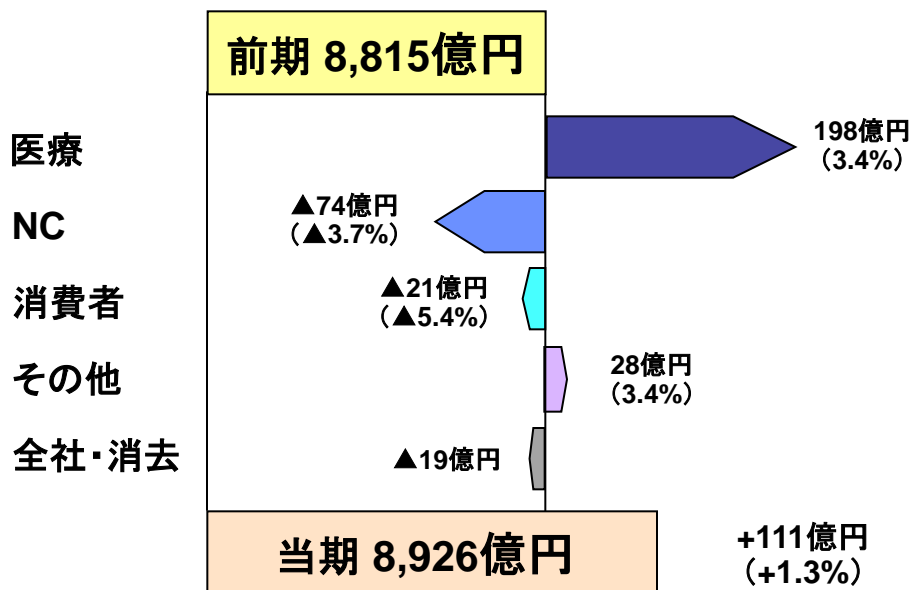 前期 8,815億円
医療
198億円
（3.4%）
NC
▲74億円
（▲3.7%）
消費者
▲21億円
（▲5.4%）
その他
28億円
（3.4%）
全社・消去
▲19億円
当期 8,926億円
+111億円
（+1.3%）